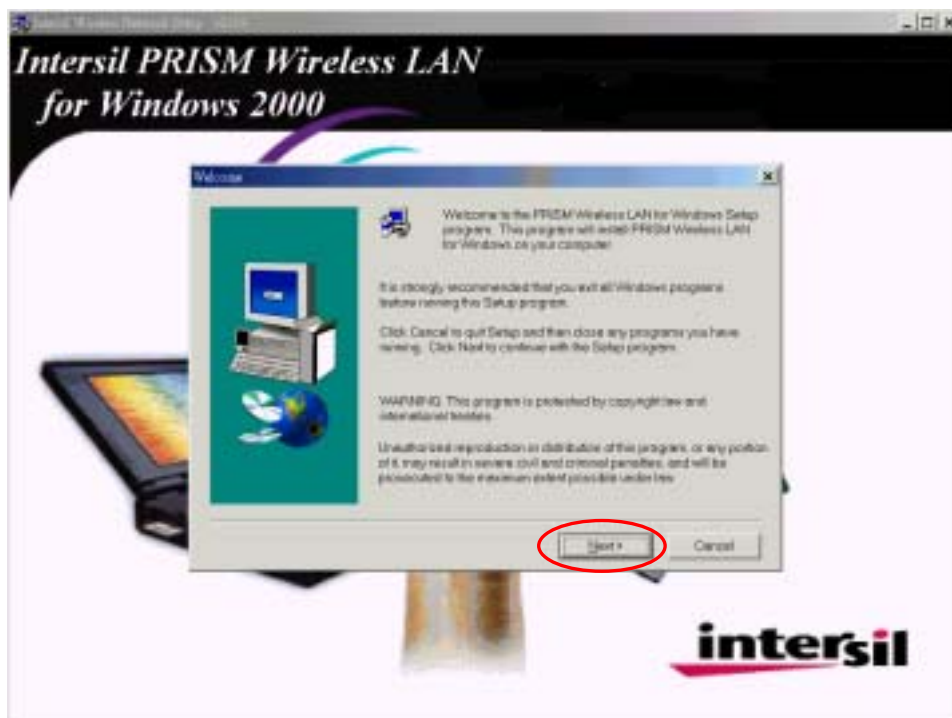 Intersil PRISM Wireless LAN
for Windows 2000
Welcome
Welcome to the PRISM Wireless LAN for Windows Setup
program. This program will install PRISM Wireless LAN
for Windows on your computer.
It is strongly recommended that you exit all Windows programs
before running this Setup program.
Click Cancel to quit Setup and then close any programs you have
running. Click Next to continue with the Setup program.
WARNING: This program is protected by copyright law and
international treaties.
Unauthorized reproduction or distribution of this program, or any portion
of it, may result in severe civil and criminal penalties, and will be
prosecuted to the maximum extent possible under law.
Next >
Cancel
intersil